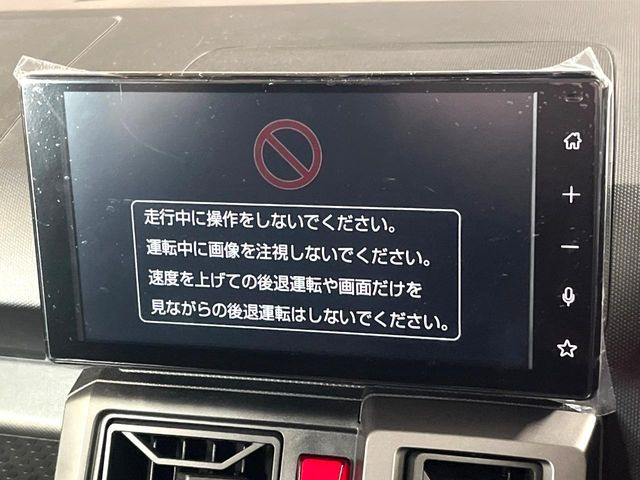 走行中に操作をしないでください。
運転中に画像を注視しないでください。
速度を上げての後退運転や画面だけを
見ながらの後退運転はしないでください。